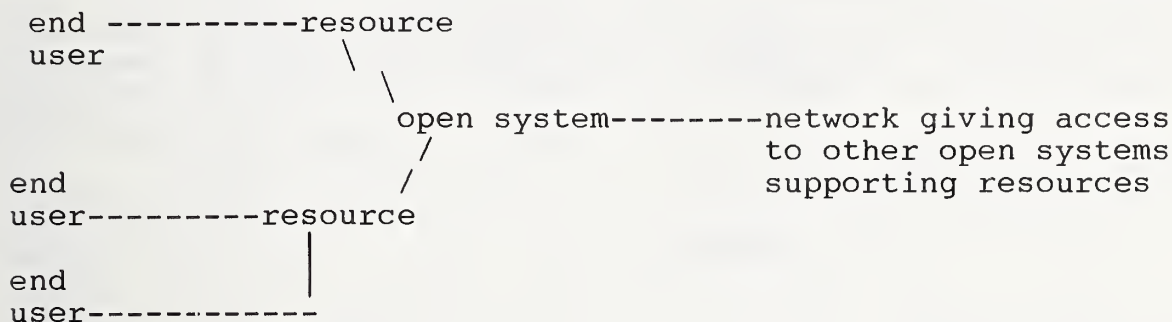 end ----------resource
user
open system--------network giving access
to other open systems
supporting resources
end
user---------resource
end
user-------------